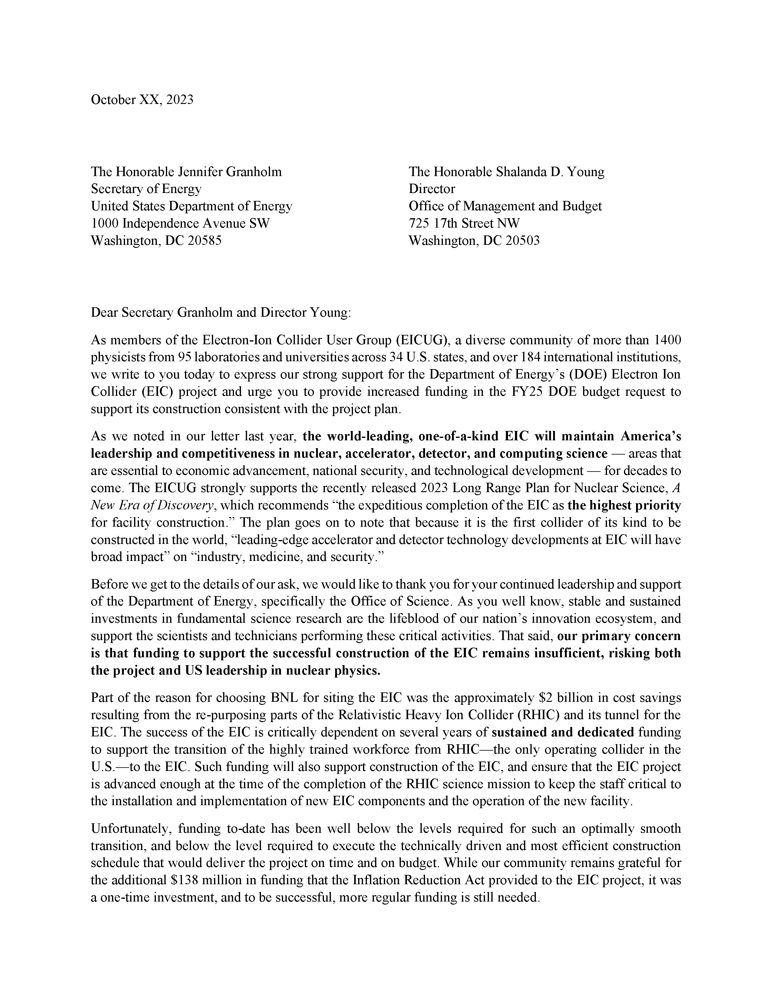 October XX, 2023
The Honorable Jennifer Granholm
Secretary of Energy
United States Department of Energy
1000 Independence Avenue SW
Washington, DC 20585
The Honorable Shalanda D. Young
Director
Office of Management and Budget
725 17th Street NW
Washington, DC 20503
Dear Secretary Granholm and Director Young:
As members of the Electron-Ion Collider User Group (EICUG), a diverse community of more than 1400
physicists from 95 laboratories and universities across 34 U.S. states, and over 184 international institutions,
we write to you today to express our strong support for the Department of Energy’s (DOE) Electron Ion
Collider (EIC) project and urge you to provide increased funding in the FY25 DOE budget request to
support its construction consistent with the project plan.
As we noted in our letter last year, the world-leading, one-of-a-kind EIC will maintain America’s
leadership and competitiveness in nuclear, accelerator, detector, and computing science — areas that
are essential to economic advancement, national security, and technological development — for decades to
come. The EICUG strongly supports the recently released 2023 Long Range Plan for Nuclear Science, A
New Era of Discovery, which recommends “the expeditious completion of the EIC as the highest priority
for facility construction.” The plan goes on to note that because it is the first collider of its kind to be
constructed in the world, “leading-edge accelerator and detector technology developments at EIC will have
broad impact” on “industry, medicine, and security.”
Before we get to the details of our ask, we would like to thank you for your continued leadership and support
of the Department of Energy, specifically the Office of Science. As you well know, stable and sustained
investments in fundamental science research are the lifeblood of our nation’s innovation ecosystem, and
support the scientists and technicians performing these critical activities. That said, our primary concern
is that funding to support the successful construction of the EIC remains insufficient, risking both
the project and US leadership in nuclear physics.
Part of the reason for choosing BNL for siting the EIC was the approximately $2 billion in cost savings
resulting from the re-purposing parts of the Relativistic Heavy Ion Collider (RHIC) and its tunnel for the
EIC. The success of the EIC is critically dependent on several years of sustained and dedicated funding
to support the transition of the highly trained workforce from RHIC—the only operating collider in the
U.S.—to the EIC. Such funding will also support construction of the EIC, and ensure that the EIC project
is advanced enough at the time of the completion of the RHIC science mission to keep the staff critical to
the installation and implementation of new EIC components and the operation of the new facility.
Unfortunately, funding to-date has been well below the levels required for such an optimally smooth
transition, and below the level required to execute the technically driven and most efficient construction
schedule that would deliver the project on time and on budget. While our community remains grateful for
the additional $138 million in funding that the Inflation Reduction Act provided to the EIC project, it was
a one-time investment, and to be successful, more regular funding is still needed.